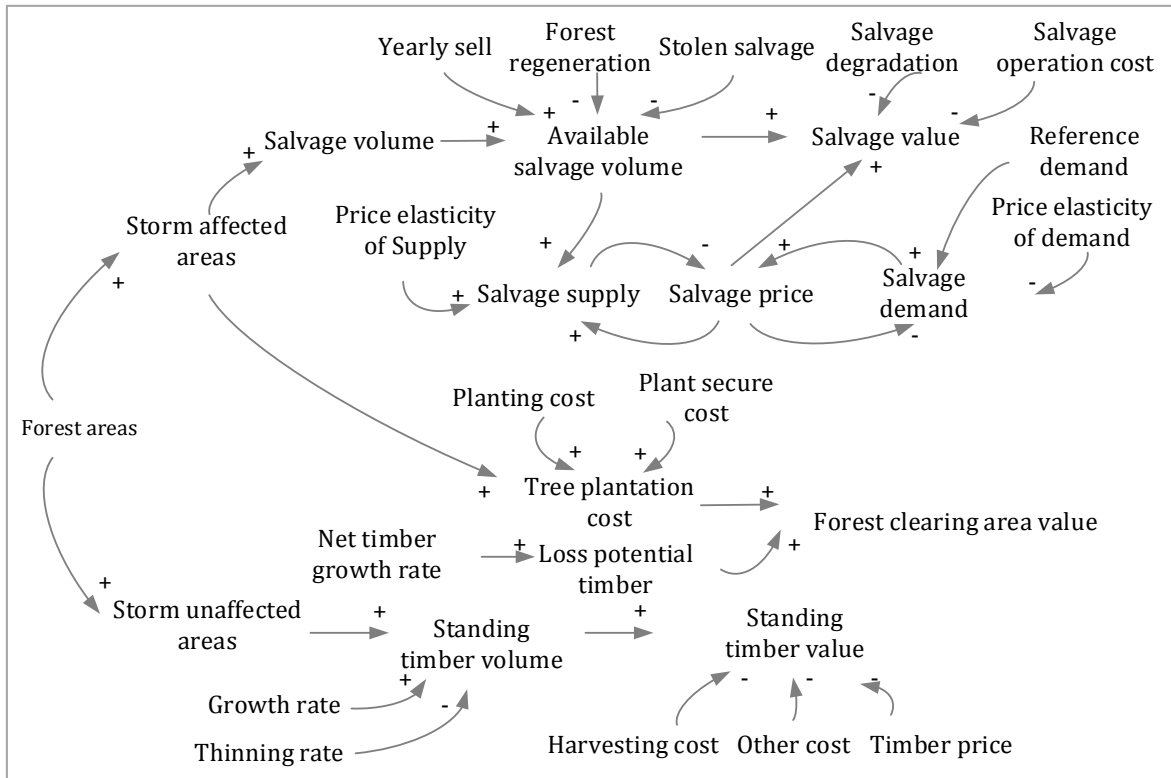 Yearly sell
Forest
regeneration
Stolen salvage
Salvage
degradation
Salvage
operation cost
-
-
-
-
+
+
+
+
Salvage volume
Available
salvage volume
Salvage value
Reference
demand
+
+
Storm affected
areas
Price elasticity
of Supply
Price elasticity
of demand
+
-
+
+
+
+
-
Salvage supply
Salvage price
Salvage
demand
+
-
Planting cost
Plant secure
cost
Forest areas
+
+
+
+
Tree plantation
cost
Forest clearing area value
Net timber
growth rate
+
Loss potential
timber
+
+
Storm unaffected
areas
+
+
Standing
timber volume
Standing
timber value
+
-
-
-
-
Growth rate
Thinning rate
Harvesting cost
Other cost
Timber price